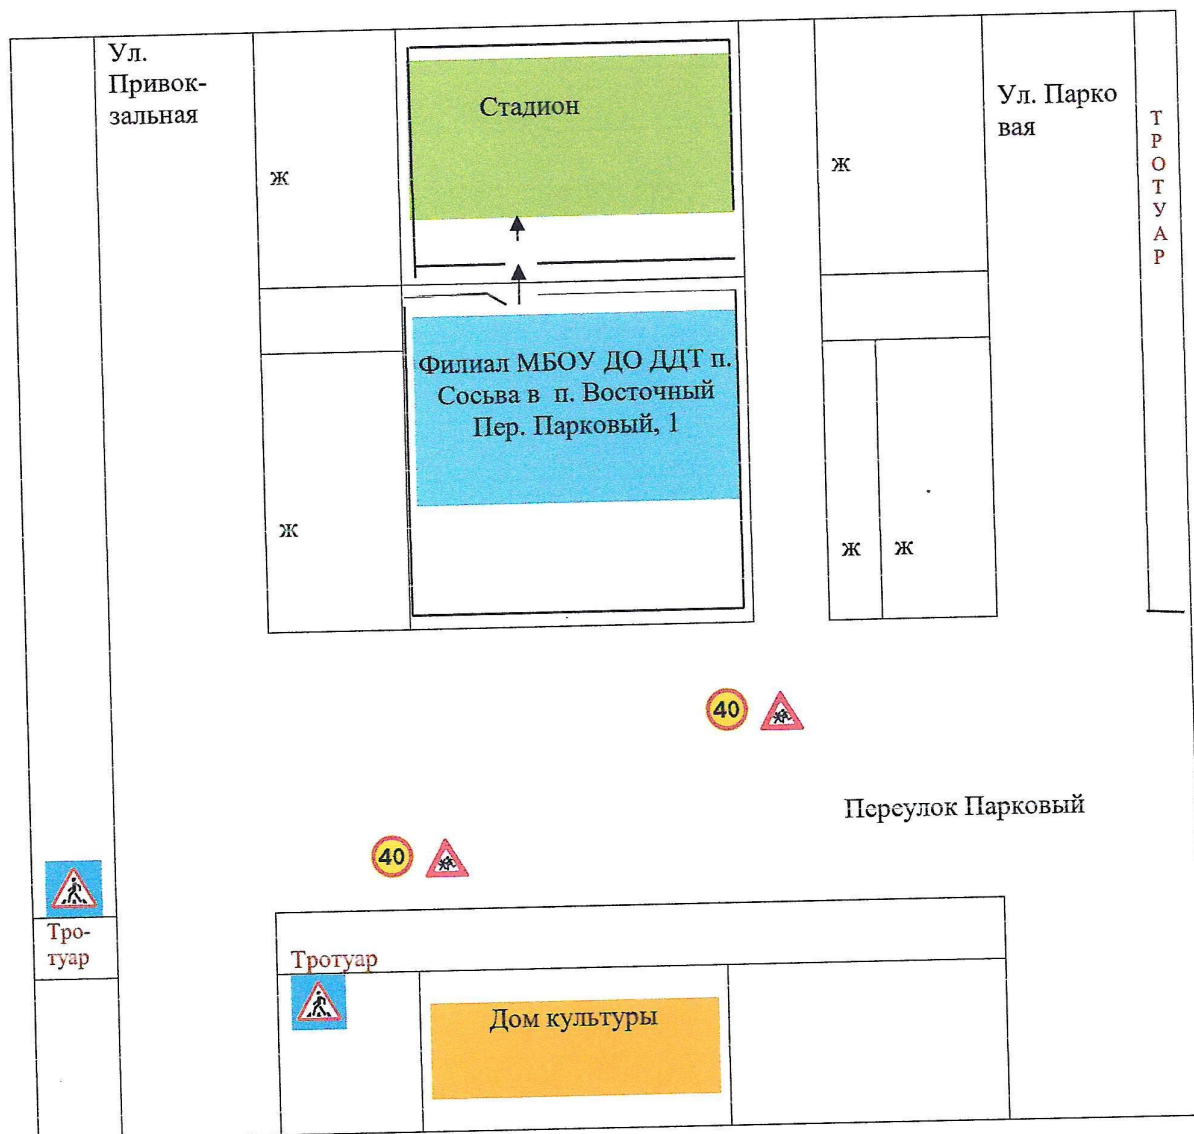 Ул.
Привок-
зальная
Стадион
Ул. Парко
вая
ТРОТУАР
ж
ж
Филиал МБОУ ДО ДДТ п.
Сосьва в п. Восточный
Пер. Парковый, 1
ж
ж
ж
40
Переулок Парковый
40
Тро-
туар
Тротуар
Дом культуры